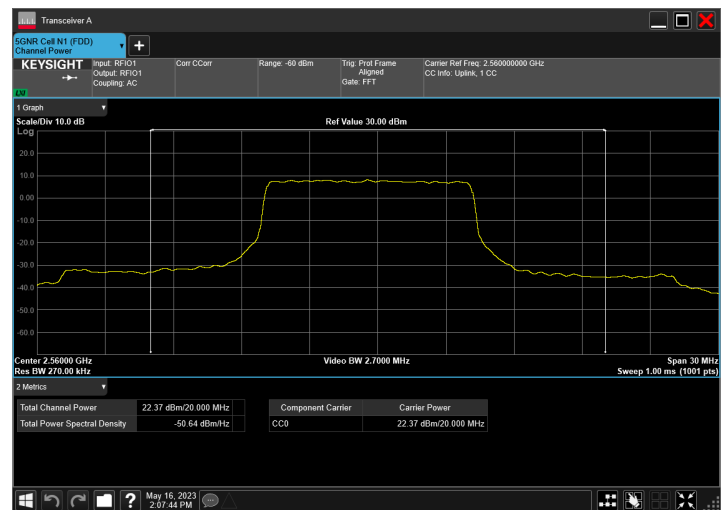 Transceiver A
5GNR Cell N1 (FDD)
Channel Power
KEYSIGHT
LXI
Input: RFIO1
Output: RFIO1
Coupling: AC
Corr CCorr
Range: -60 dBm
Trig: Prot Frame
Aligned
Gate: FFT
Carrier Ref Freq: 2.560000000 GHz
CC Info: Uplink, 1 CC
1 Graph
Scale/Div 10.0 dB
Ref Value 30.00 dBm
Log
20.0
10.0
0.00
-10.0
-20.0
-30.0
-40.0
-50.0
-60.0
Center 2.56000 GHz
Video BW 2.7000 MHz
Span 30 MHz
Res BW 270.00 kHz
Sweep 1.00 ms (1001 pts)
2 Metrics
Total Channel Power 22.37 dBm/20.000 MHz
Total Power Spectral Density -50.64 dBm/Hz
Component Carrier Carrier Power
CC0 22.37 dBm/20.000 MHz
?
May 16, 2023
2:07:44 PM